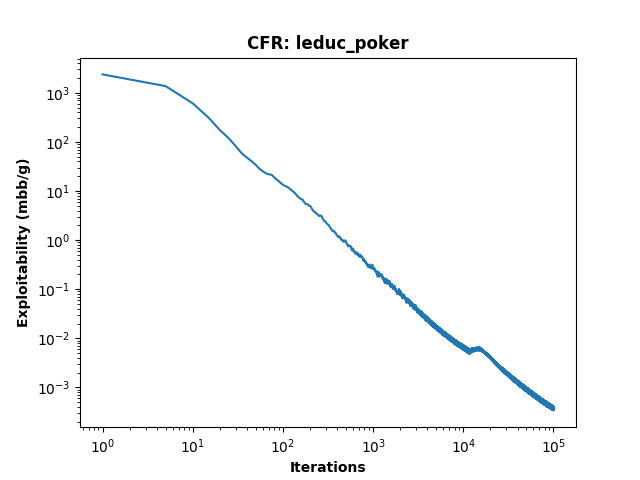 CFR: leduc_poker
Exploitability (mbb/g)
10³
10²
10¹
10⁰
10⁻¹
10⁻²
10⁻³
10⁰ 10¹ 10² 10³ 10⁴ 10⁵
Iterations